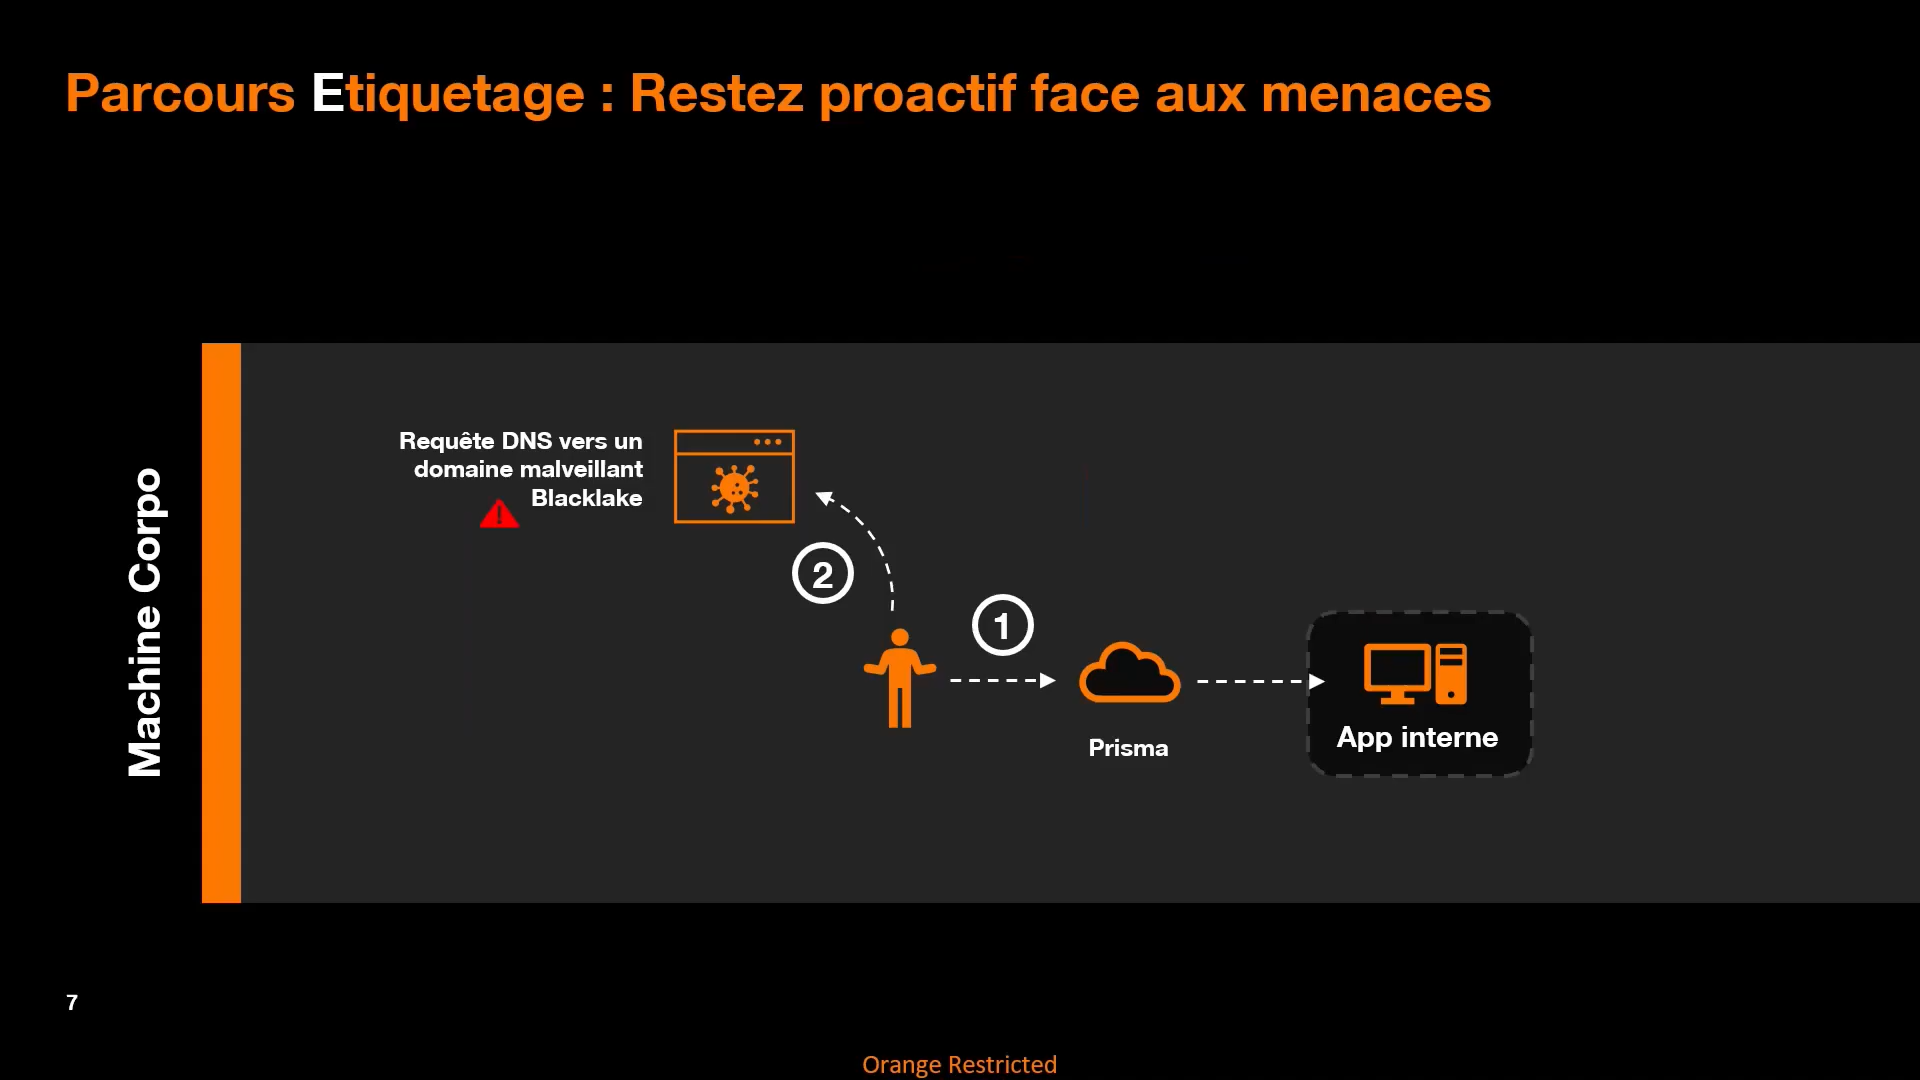 Parcours Etiquetage : Restez proactif face aux menaces
Machine Corpo
Requête DNS vers un
domaine malveillant
Blacklake
2
1
Prisma
App interne
7
Orange Restricted